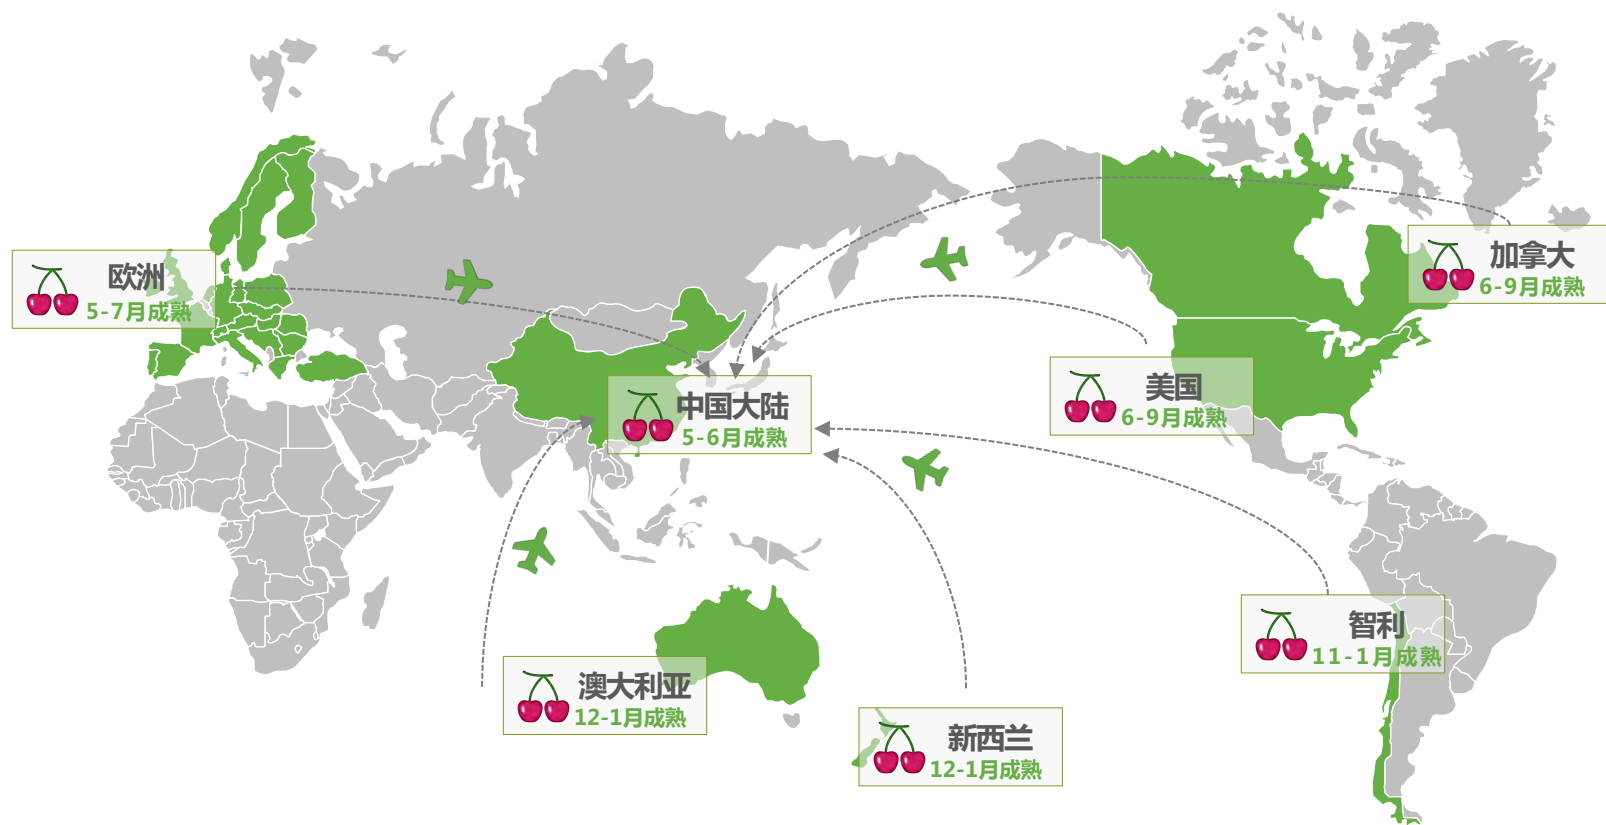 加拿大
6-9月成熟
欧洲
5-7月成熟
美国
6-9月成熟
中国大陆
5-6月成熟
智利
11-1月成熟
澳大利亚
12-1月成熟
新西兰
12-1月成熟